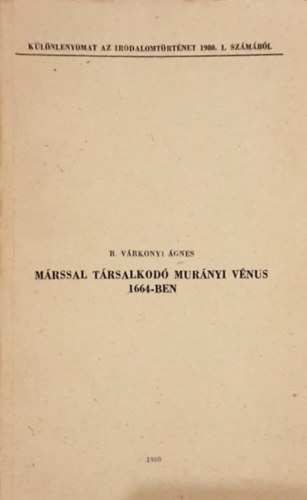 KÜLÖNLENYOMAT AZ IRODALOMTÖRTÉNET 1980. 1. SZÁMÁBÓL
R. VÁRKONYI ÁGNES
MÁRSSAL TÁRSALKODÓ MURÁNYI VÉNUS
1664-BEN
1980